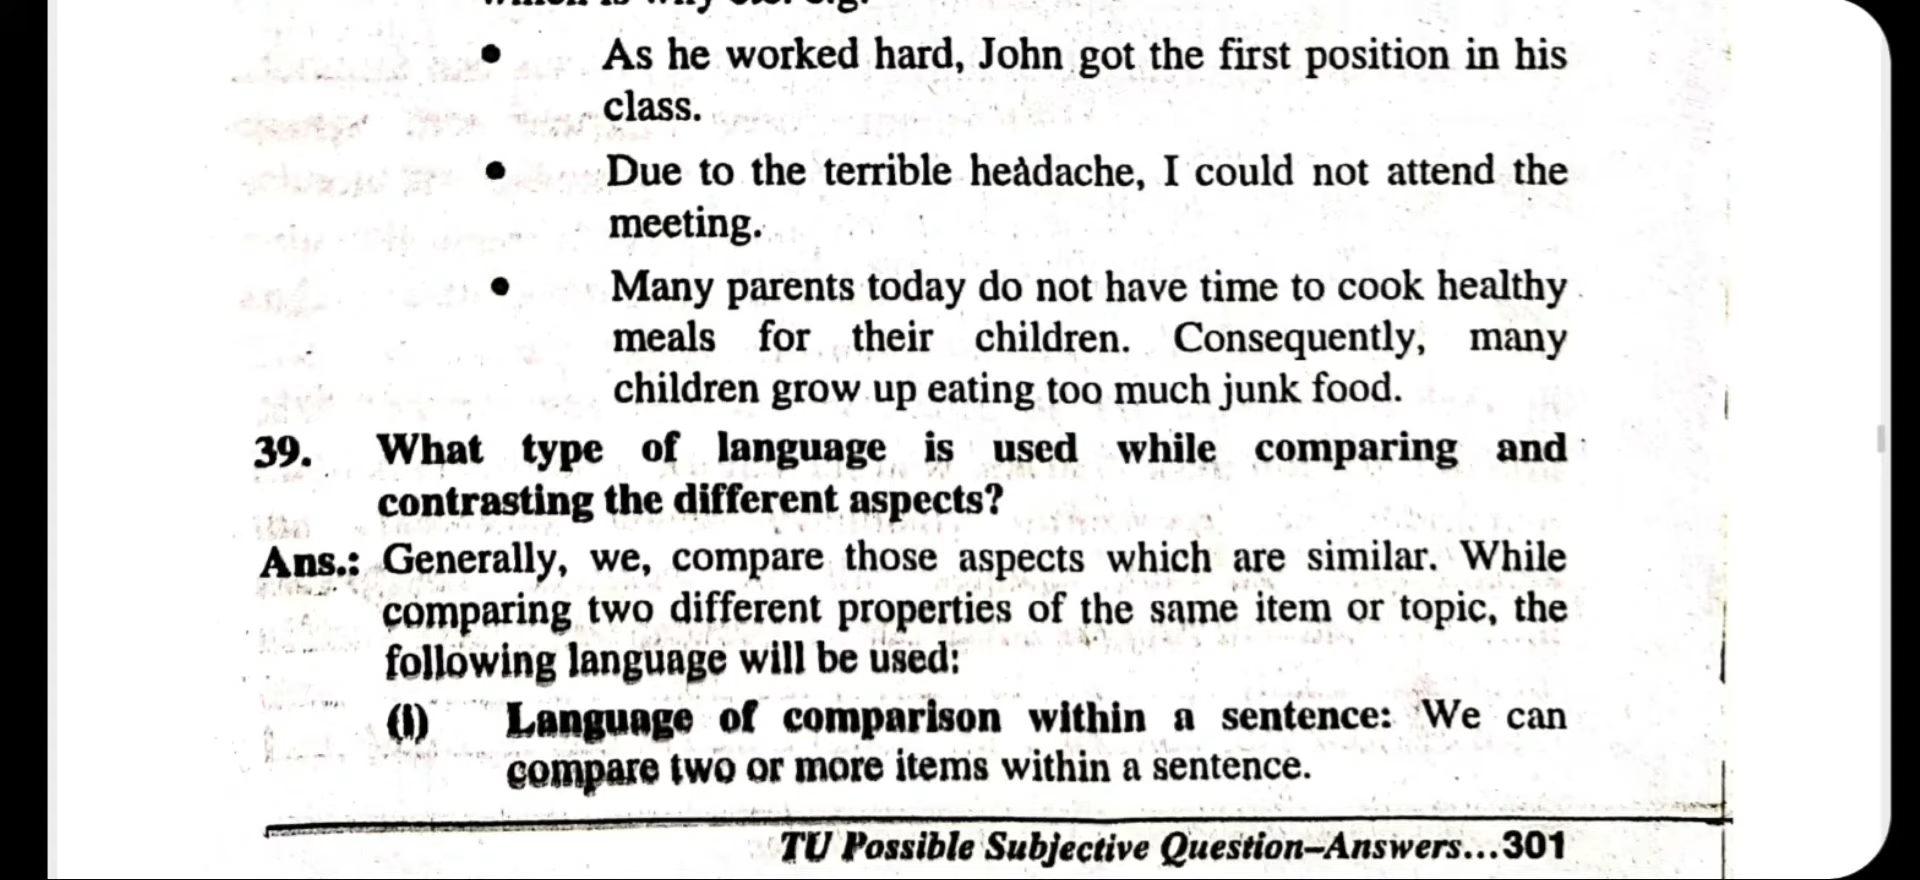 • As he worked hard, John got the first position in his
class.
• Due to the terrible headache, I could not attend the
meeting.
• Many parents today do not have time to cook healthy
meals for their children. Consequently, many
children grow up eating too much junk food.
39. What type of language is used while comparing and
contrasting the different aspects?
Ans.: Generally, we, compare those aspects which are similar. While
comparing two different properties of the same item or topic, the
following language will be used:
(i) Language of comparison within a sentence: We can
compare two or more items within a sentence.
TU Possible Subjective Question–Answers...301